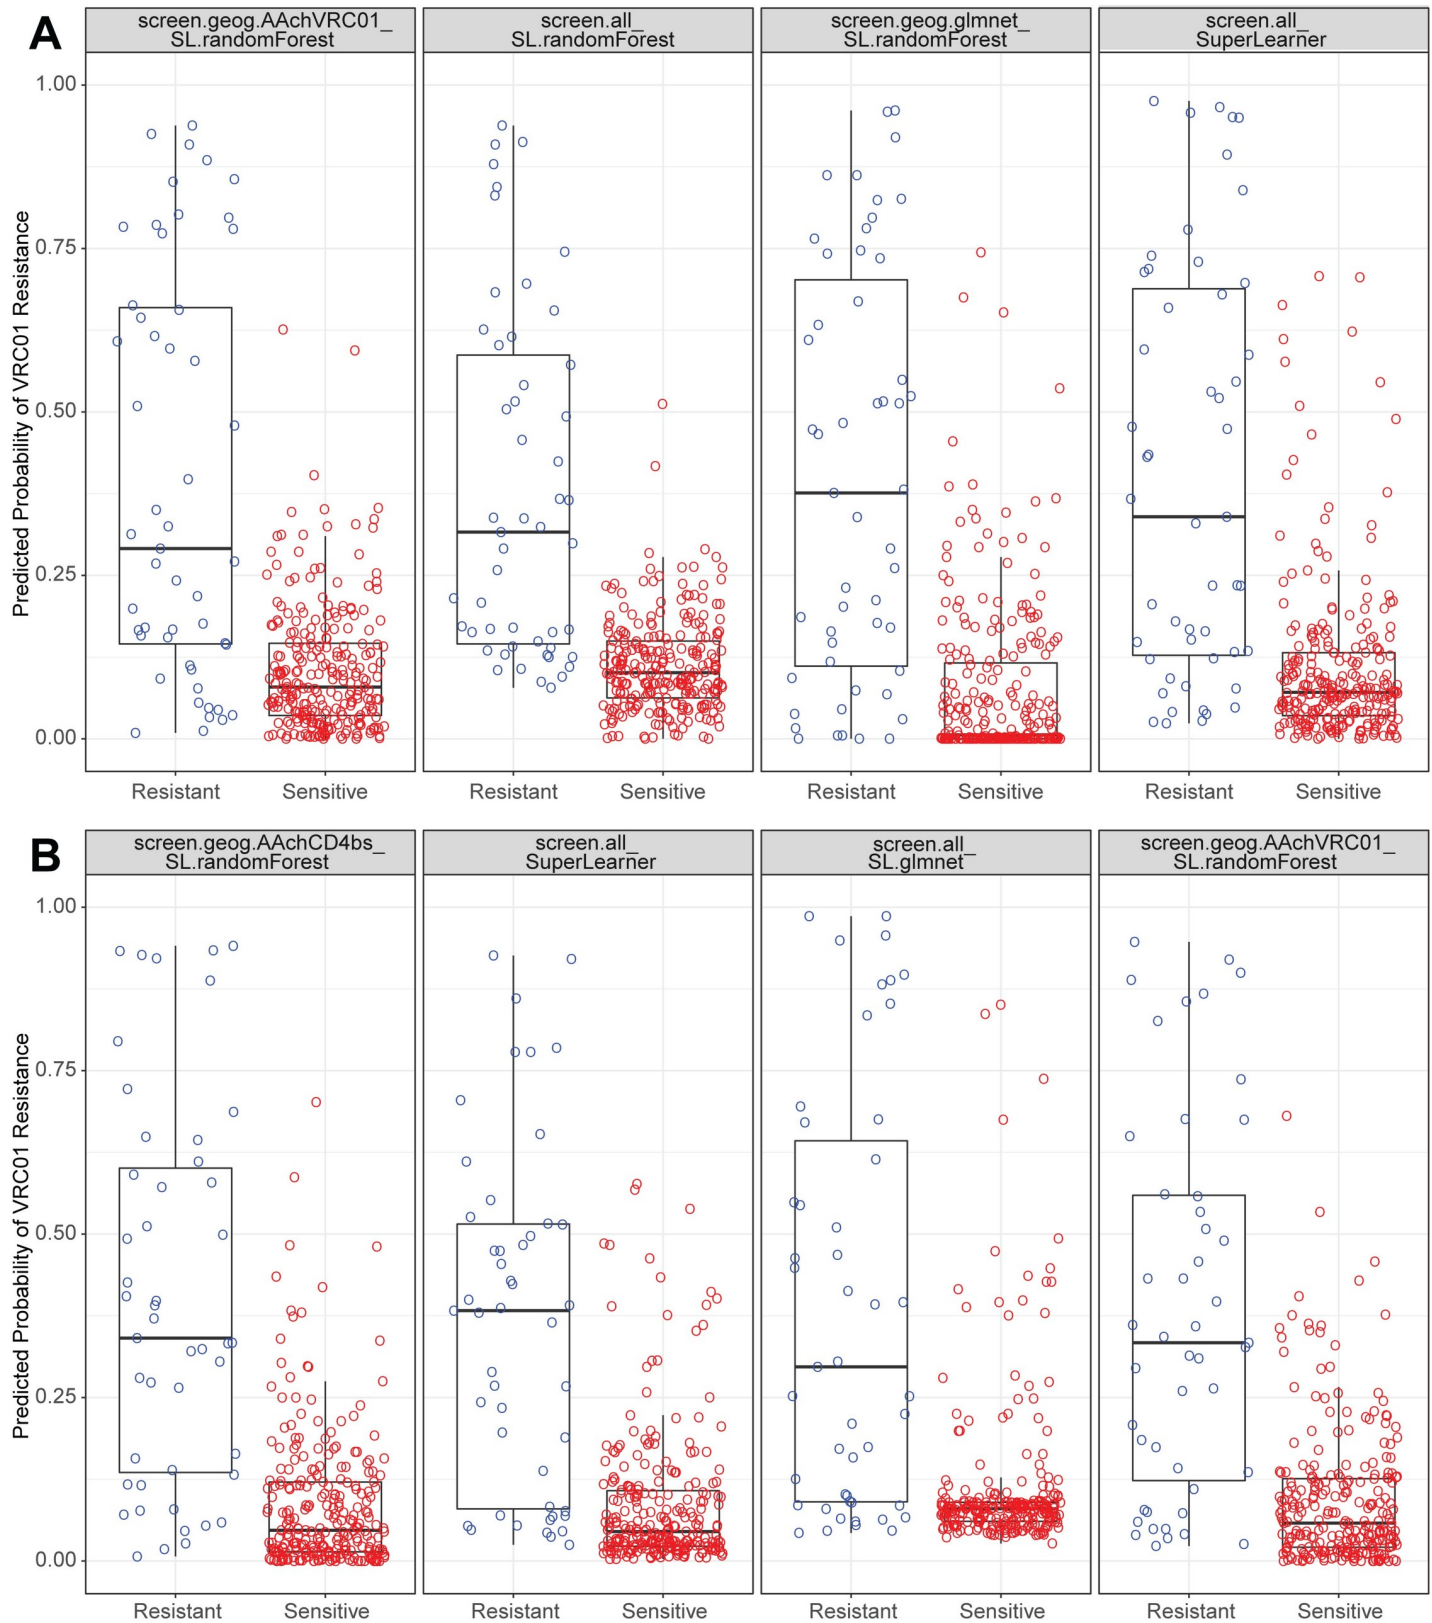 A
screen.geog.AAchVRC01_
SL.randomForest
screen.all_
SL.randomForest
screen.geog.glmnet_
SL.randomForest
screen.all_
SuperLearner
Predicted Probability of VRC01 Resistance
1.00
0.75
0.50
0.25
0.00
Resistant
Sensitive
Resistant
Sensitive
Resistant
Sensitive
Resistant
Sensitive
B
screen.geog.AAchCD4bs_
SL.randomForest
screen.all_
SuperLearner
screen.all_
SL.glmnet_
screen.geog.AAchVRC01_
SL.randomForest
Predicted Probability of VRC01 Resistance
1.00
0.75
0.50
0.25
0.00
Resistant
Sensitive
Resistant
Sensitive
Resistant
Sensitive
Resistant
Sensitive